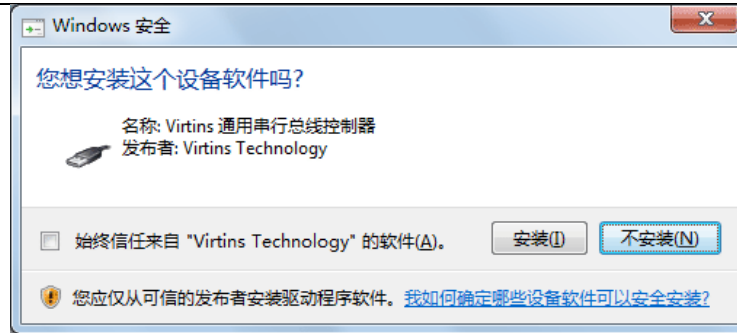 Windows 安全
您想安装这个设备软件吗?
名称: Virtins 通用串行总线控制器
发布者: Virtins Technology
始终信任来自 "Virtins Technology" 的软件(A)。
安装(I)
不安装(N)
您应仅从可信的发布者安装驱动程序软件。我如何确定哪些设备软件可以安全安装?